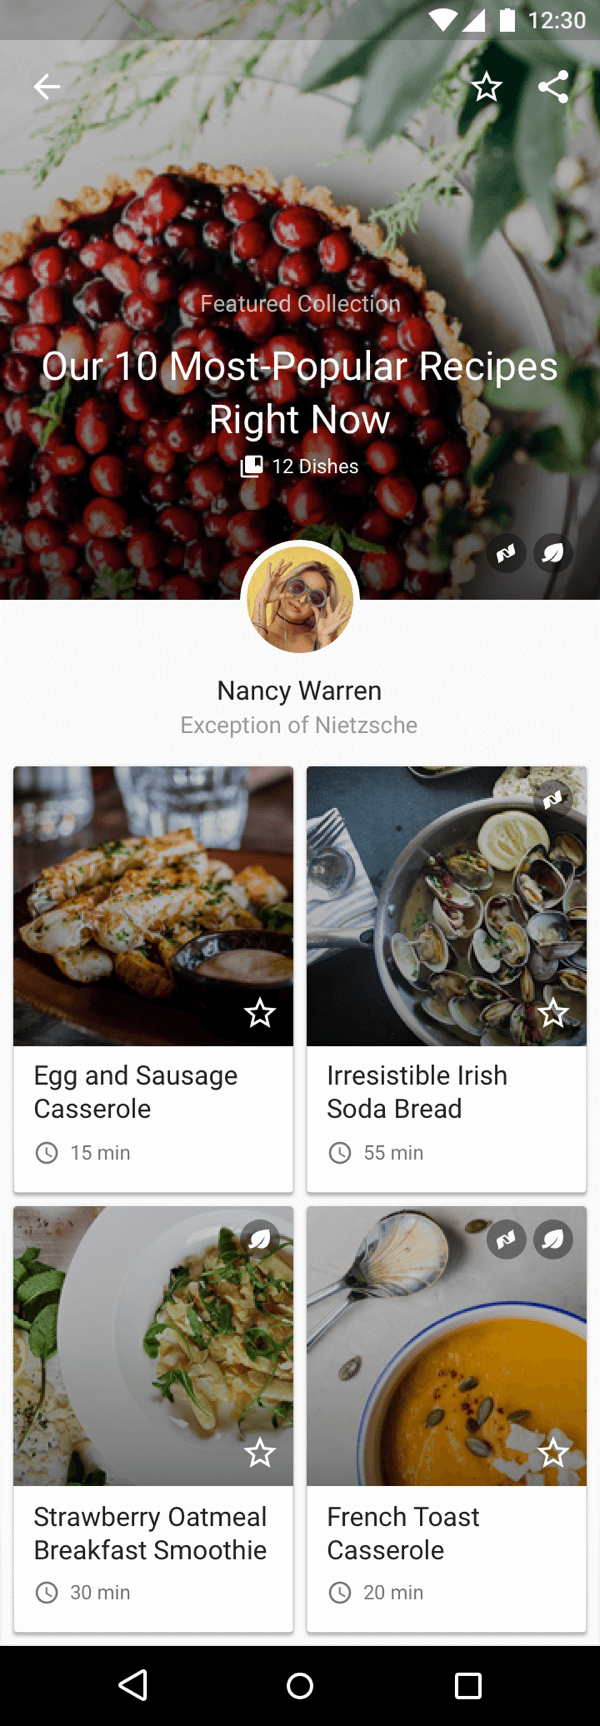 12:30
Featured Collection
Our 10 Most-Popular Recipes
Right Now
12 Dishes
Nancy Warren
Exception of Nietzsche
Egg and Sausage
Casserole
15 min
Irresistible Irish
Soda Bread
55 min
Strawberry Oatmeal
Breakfast Smoothie
30 min
French Toast
Casserole
20 min